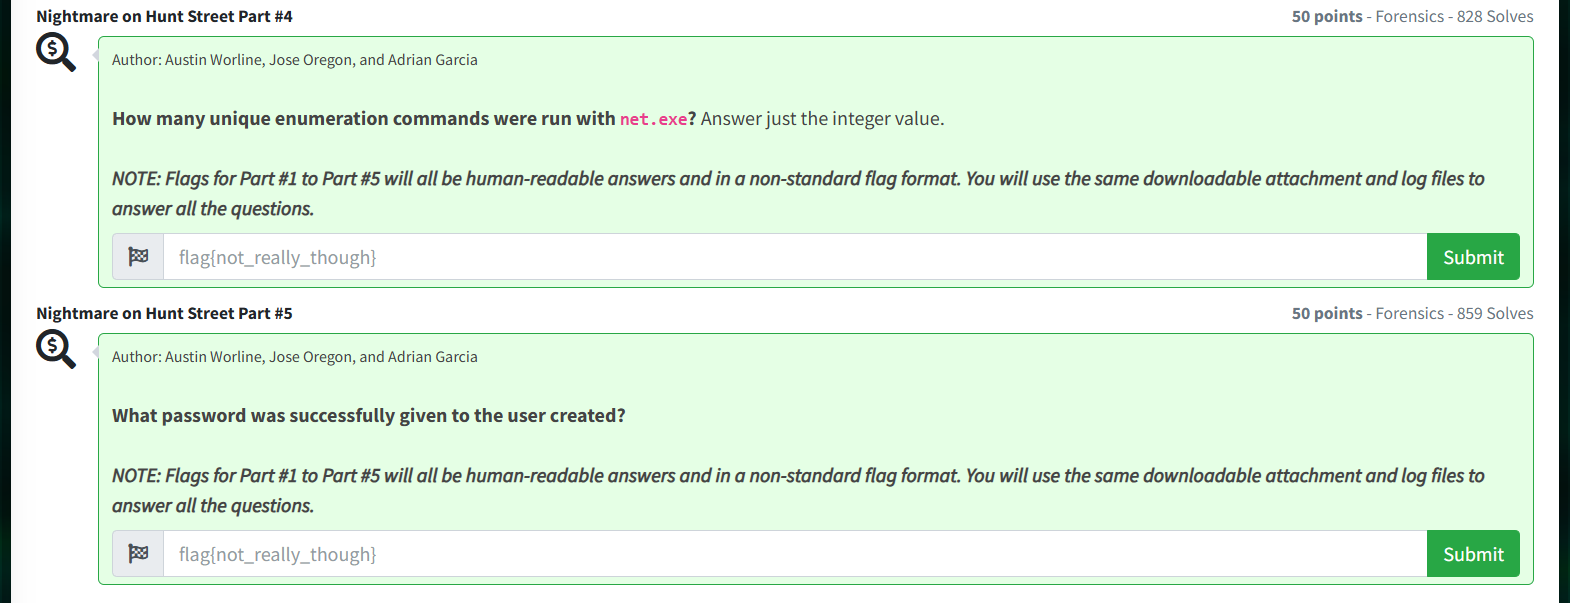 Nightmare on Hunt Street Part #4
50 points - Forensics - 828 Solves
Author: Austin Worline, Jose Oregon, and Adrian Garcia
How many unique enumeration commands were run with net.exe? Answer just the integer value.
NOTE: Flags for Part #1 to Part #5 will all be human-readable answers and in a non-standard flag format. You will use the same downloadable attachment and log files to
answer all the questions.
flag{not_really_though}
Submit
Nightmare on Hunt Street Part #5
50 points - Forensics - 859 Solves
Author: Austin Worline, Jose Oregon, and Adrian Garcia
What password was successfully given to the user created?
NOTE: Flags for Part #1 to Part #5 will all be human-readable answers and in a non-standard flag format. You will use the same downloadable attachment and log files to
answer all the questions.
flag{not_really_though}
Submit